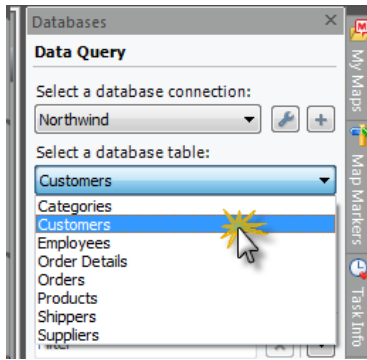 Databases
Data Query
Select a database connection:
Northwind
Select a database table:
Customers
Categories
Customers
Employees
Order Details
Orders
Products
Shippers
Suppliers
Filter
My Maps
Map Markers
Task Info